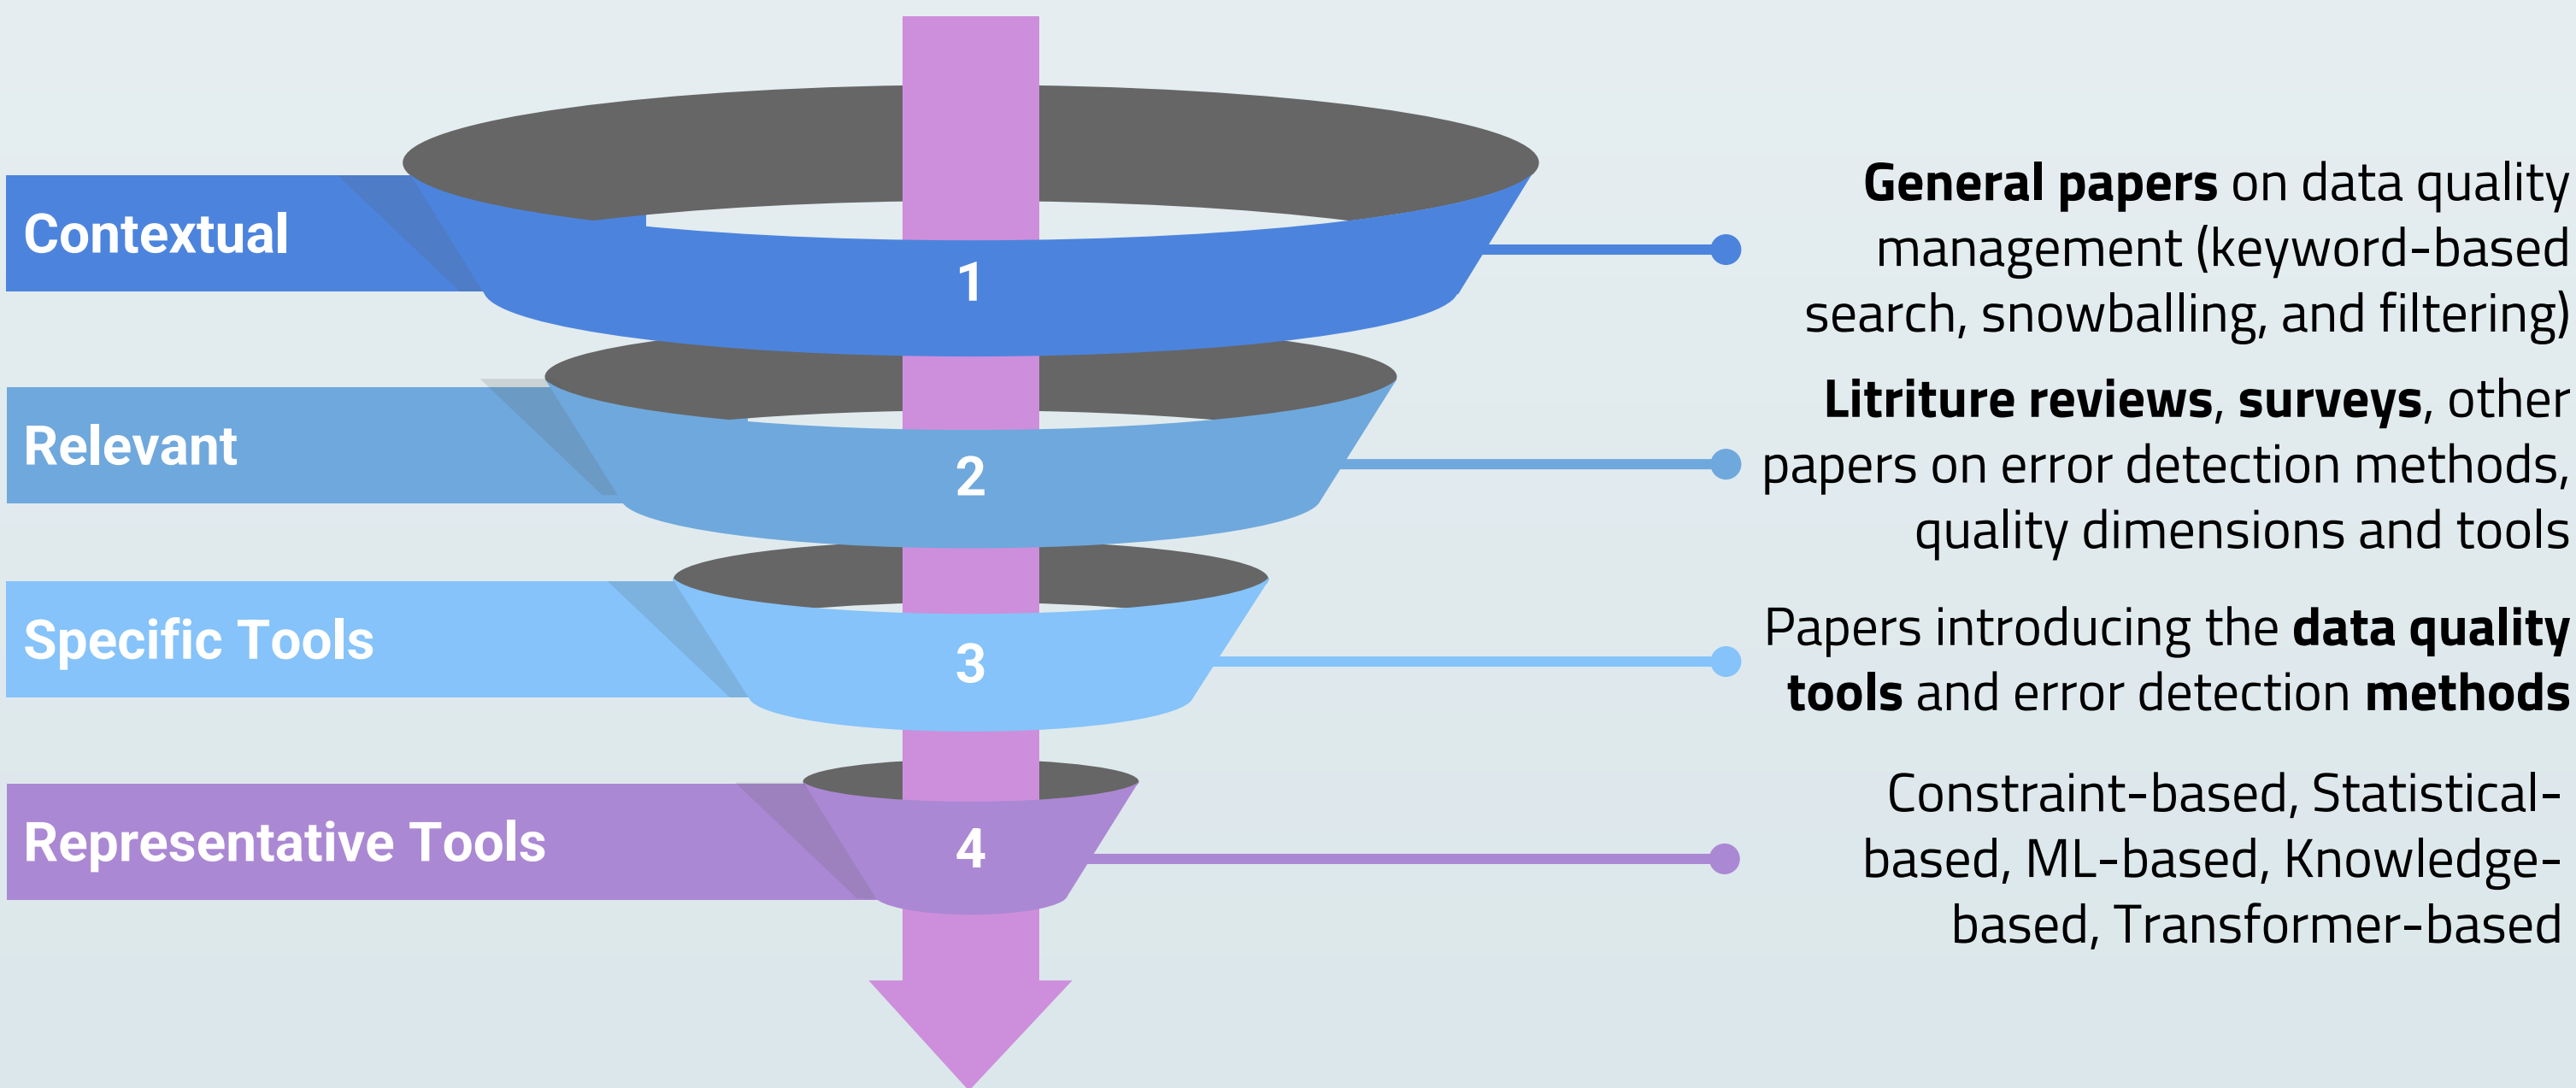 Contextual
1
General papers on data quality
management (keyword-based
search, snowballing, and filtering)
Relevant
2
Litriture reviews, surveys, other
papers on error detection methods,
quality dimensions and tools
Specific Tools
3
Papers introducing the data quality
tools and error detection methods
Representative Tools
4
Constraint-based, Statistical-
based, ML-based, Knowledge-
based, Transformer-based